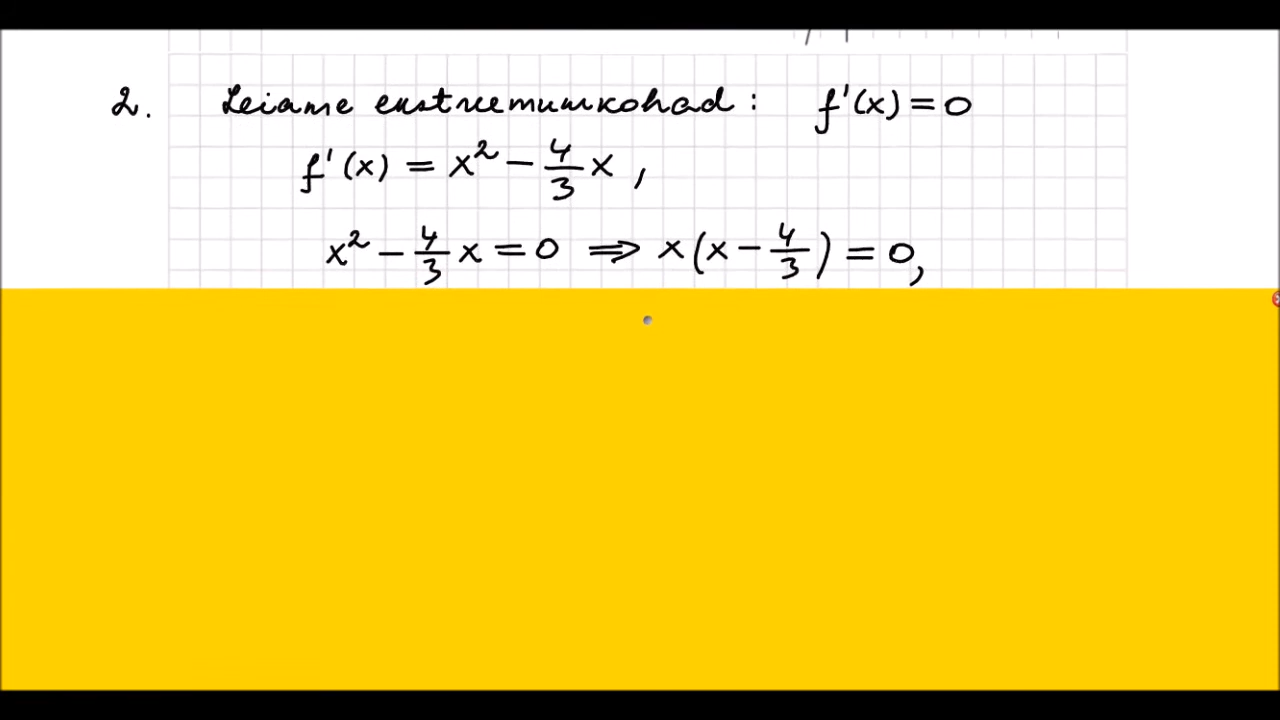 2. Leiame ekstreemumkohad: f'(x) = 0
f'(x) = x² − 4/3 x ,
x² − 4/3 x = 0 ⇒ x(x − 4/3) = 0,